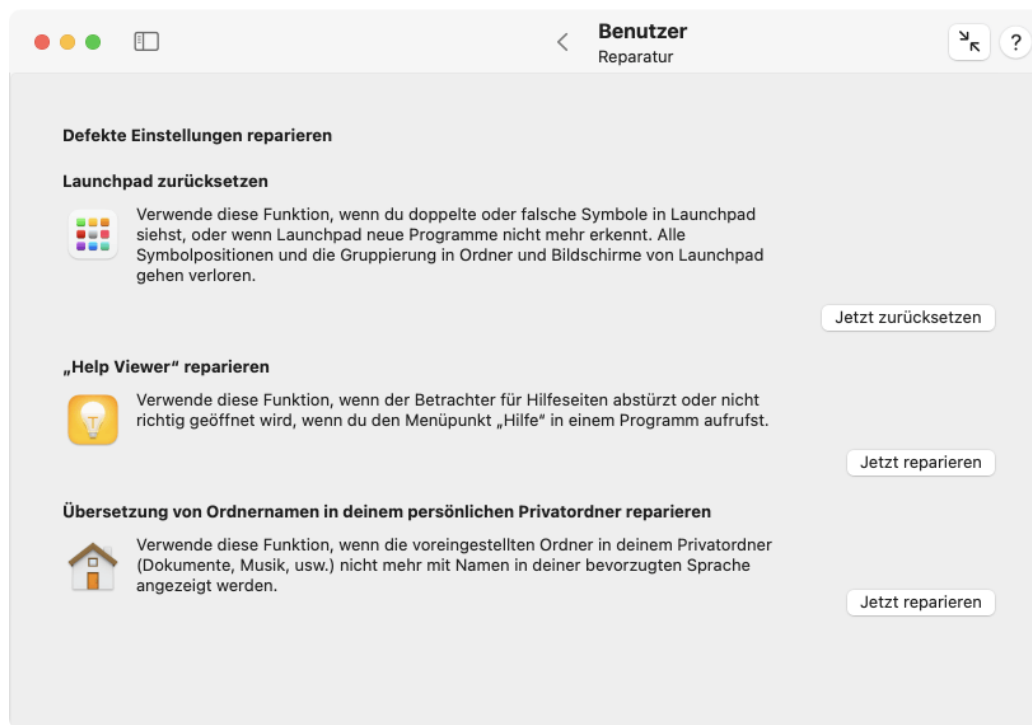 Benutzer
Reparatur
?
Defekte Einstellungen reparieren
Launchpad zurücksetzen
Verwende diese Funktion, wenn du doppelte oder falsche Symbole in Launchpad
siehst, oder wenn Launchpad neue Programme nicht mehr erkennt. Alle
Symbolpositionen und die Gruppierung in Ordner und Bildschirme von Launchpad
gehen verloren.
Jetzt zurücksetzen
„Help Viewer“ reparieren
Verwende diese Funktion, wenn der Betrachter für Hilfeseiten abstürzt oder nicht
richtig geöffnet wird, wenn du den Menüpunkt „Hilfe“ in einem Programm aufrufst.
Jetzt reparieren
Übersetzung von Ordnernamen in deinem persönlichen Privatordner reparieren
Verwende diese Funktion, wenn die voreingestellten Ordner in deinem Privatordner
(Dokumente, Musik, usw.) nicht mehr mit Namen in deiner bevorzugten Sprache
angezeigt werden.
Jetzt reparieren